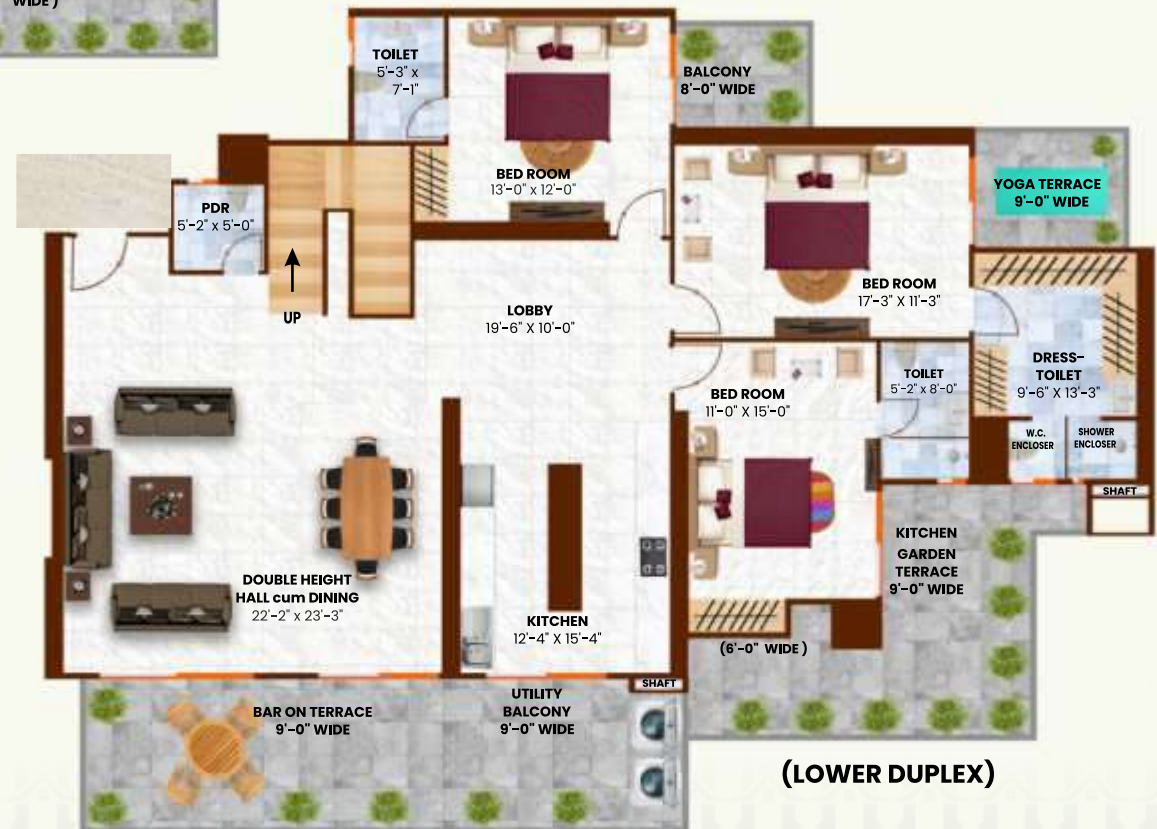 WIDE )
TOILET
5'-3" x
7'-1"
BALCONY
8'-0" WIDE
BED ROOM
13'-0" x 12'-0"
YOGA TERRACE
9'-0" WIDE
PDR
5'-2" x 5'-0"
UP
LOBBY
19'-6" X 10'-0"
BED ROOM
17'-3" X 11'-3"
DRESS-
TOILET
9'-6" X 13'-3"
TOILET
5'-2" x 8'-0"
BED ROOM
11'-0" X 15'-0"
W.C.
ENCLOSER
SHOWER
ENCLOSER
SHAFT
KITCHEN
GARDEN
TERRACE
9'-0" WIDE
DOUBLE HEIGHT
HALL cum DINING
22'-2" x 23'-3"
KITCHEN
12'-4" X 15'-4"
(6'-0" WIDE )
SHAFT
BAR ON TERRACE
9'-0" WIDE
UTILITY
BALCONY
9'-0" WIDE
(LOWER DUPLEX)